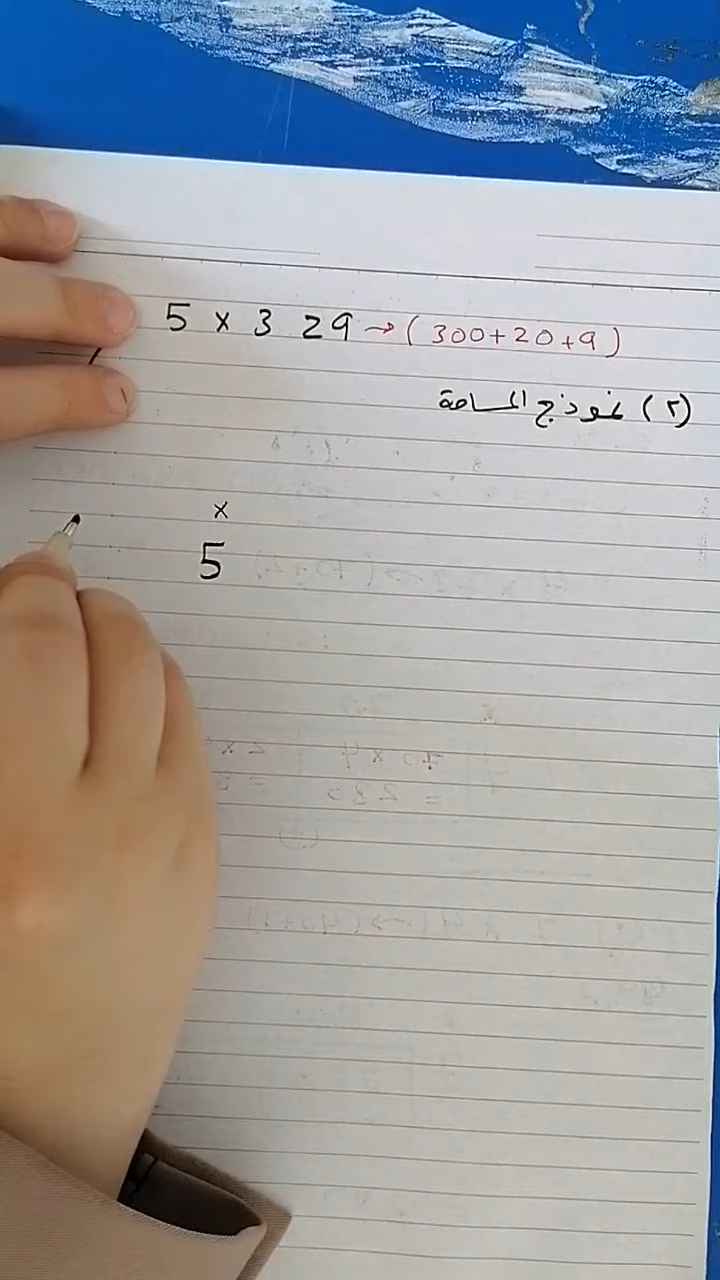 5 × 3 29 → (300+20+9)
(٢) نموذج المساحة
×
5